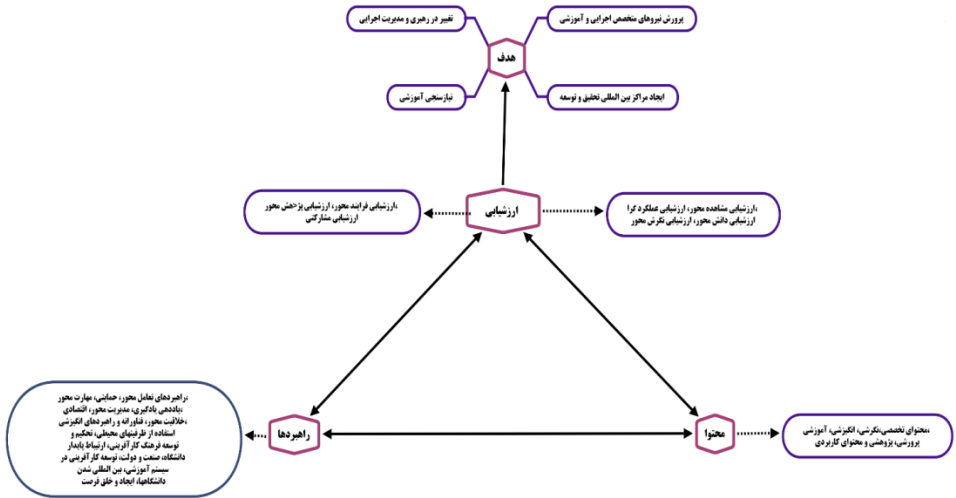 پرورش نیروهای متخصص اجرایی و آموزشی
تغییر در رهبری و مدیریت اجرایی
هدف
ایجاد مراکز بین المللی تحقیق و توسعه
نیازسنجی آموزشی
ارزشیابی مشاهده محور، ارزشیابی عملکرد گرا،
ارزشیابی دانش محور، ارزشیابی نگرش محور
ارزشیابی
ارزشیابی فرایند محور، ارزشیابی پژوهش محور،
ارزشیابی مشارکتی
محتوای تخصصی،نگرشی، انگیزشی، آموزشی،
پرورشی، پژوهشی و محتوای کاربردی
محتوا
راهبردها
راهبردهای تعامل محور، حمایتی، مهارت محور،
یاددهی یادگیری، مدیریت محور، اقتصادی،
خلاقیت محور، فناورانه و راهبردهای انگیزشی،
استفاده از ظرفیتهای محیطی، تحکیم و
توسعه فرهنگ کارآفرینی، ارتباط پایدار
دانشگاه، صنعت و دولت، توسعه کارآفرینی در
سیستم آموزشی، بین المللی شدن
دانشگاهها، ایجاد و خلق فرصت